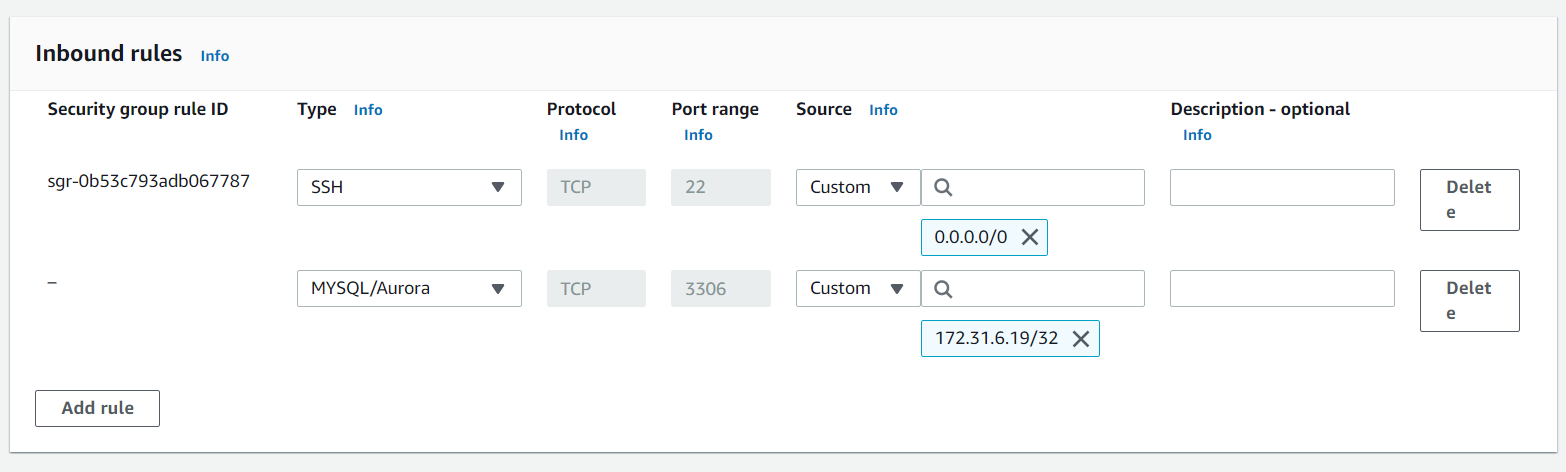 Inbound rules Info
Security group rule ID Type Info Protocol Info Port range Info Source Info Description - optional Info
sgr-0b53c793adb067787 SSH TCP 22 Custom Delete
0.0.0.0/0
– MYSQL/Aurora TCP 3306 Custom Delete
172.31.6.19/32
Add rule